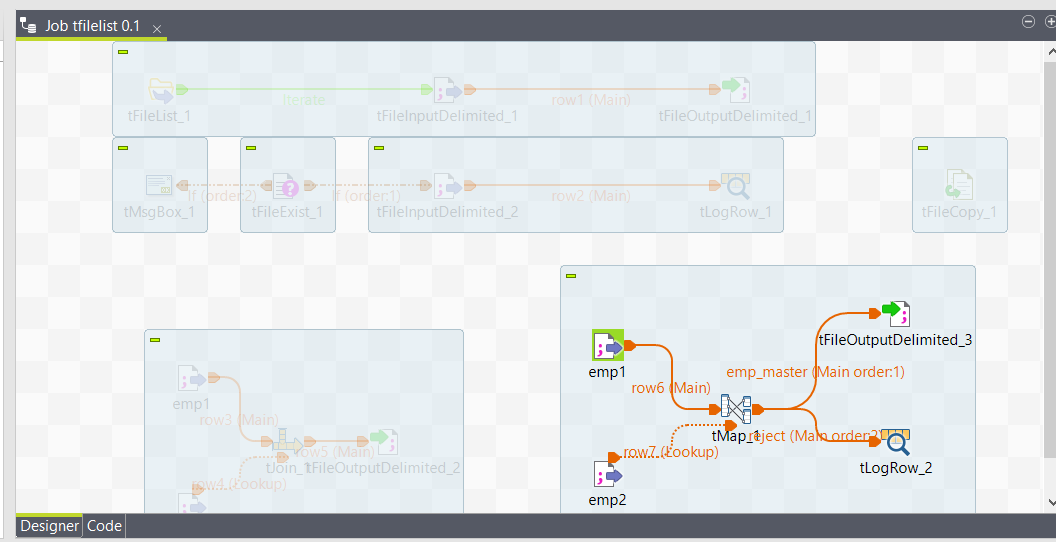 Job tfilelist 0.1
Iterate
row1 (Main)
tFileList_1
tFileInputDelimited_1
tFileOutputDelimited_1
If (order:2)
If (order:1)
row2 (Main)
tMsgBox_1
tFileExist_1
tFileInputDelimited_2
tLogRow_1
tFileCopy_1
tFileOutputDelimited_3
emp1
emp_master (Main order:1)
row6 (Main)
emp1
row3 (Main)
tMap_1
reject (Main order:2)
row5 (Main)
row7 (Lookup)
tJoin_1
tFileOutputDelimited_2
tLogRow_2
row4 (Lookup)
emp2
Designer
Code